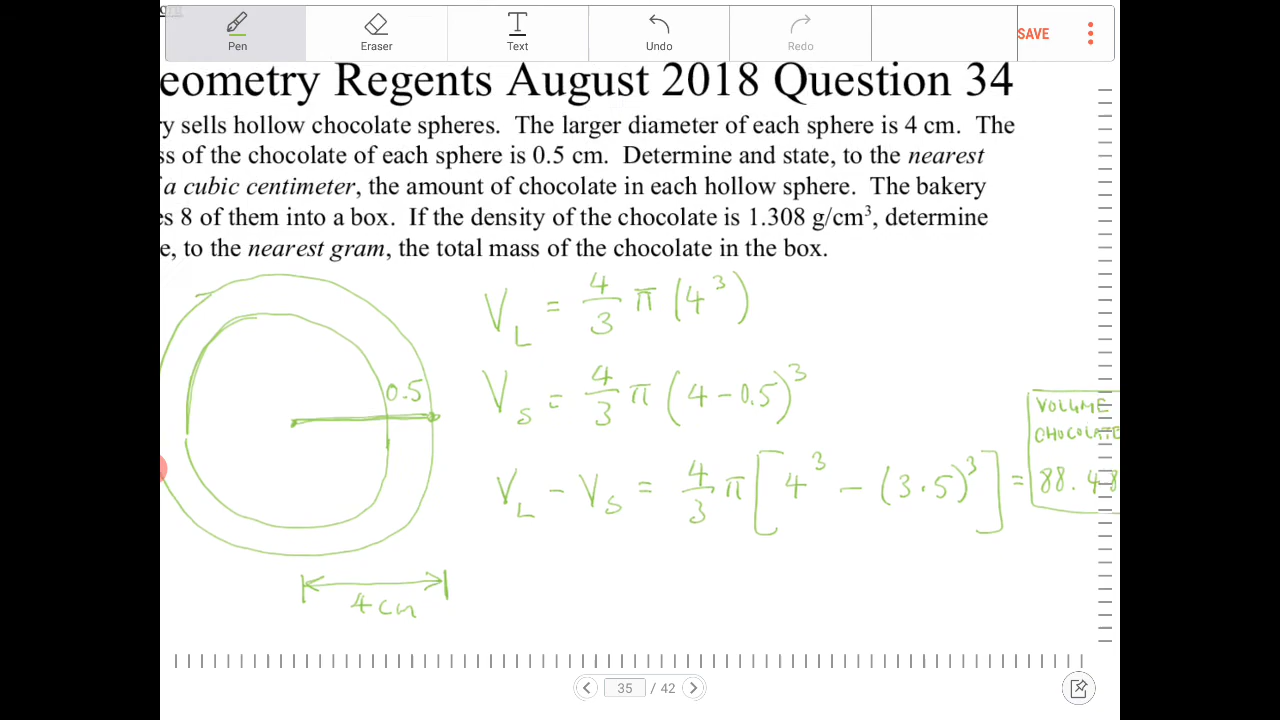 Pen Eraser Text Undo Redo SAVE
eometry Regents August 2018 Question 34
ry sells hollow chocolate spheres. The larger diameter of each sphere is 4 cm. The
ss of the chocolate of each sphere is 0.5 cm. Determine and state, to the nearest
a cubic centimeter, the amount of chocolate in each hollow sphere. The bakery
es 8 of them into a box. If the density of the chocolate is 1.308 g/cm³, determine
e, to the nearest gram, the total mass of the chocolate in the box.
V_L = 4/3 π (4³)
0.5
V_S = 4/3 π (4 - 0.5)³
VOLUME
CHOCOLATE
V_L - V_S = 4/3 π [4³ - (3.5)³] = 88.48
4 cm
35 / 42